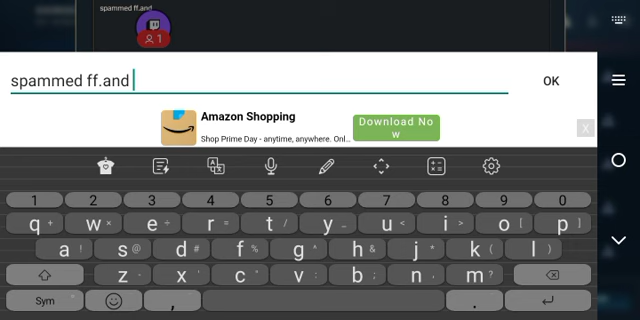 spammed ff.and
1
spammed ff.and
OK
Amazon Shopping
Shop Prime Day - anytime, anywhere. Onl...
Download No
w
X
1 2 3 4 5 6 7 8 9 0
q + w × e ÷ r = t / y _ u < i > o [ p ]
a ! s @ d # f % g ^ h & j * k ( l )
z - x ' c " v : b ; n , m ?
Sym , .